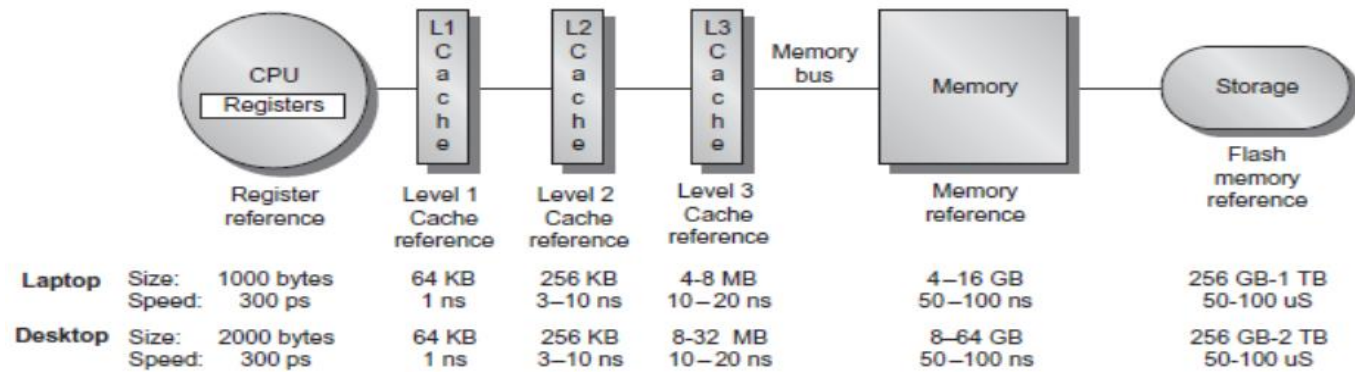 CPU
Registers
L1
Cache
L2
Cache
L3
Cache
Memory
bus
Memory
Storage
Register
reference
Level 1
Cache
reference
Level 2
Cache
reference
Level 3
Cache
reference
Memory
reference
Flash
memory
reference
Laptop Size: 1000 bytes 64 KB 256 KB 4-8 MB 4–16 GB 256 GB-1 TB
Speed: 300 ps 1 ns 3–10 ns 10–20 ns 50–100 ns 50-100 uS
Desktop Size: 2000 bytes 64 KB 256 KB 8-32 MB 8–64 GB 256 GB-2 TB
Speed: 300 ps 1 ns 3–10 ns 10–20 ns 50–100 ns 50-100 uS